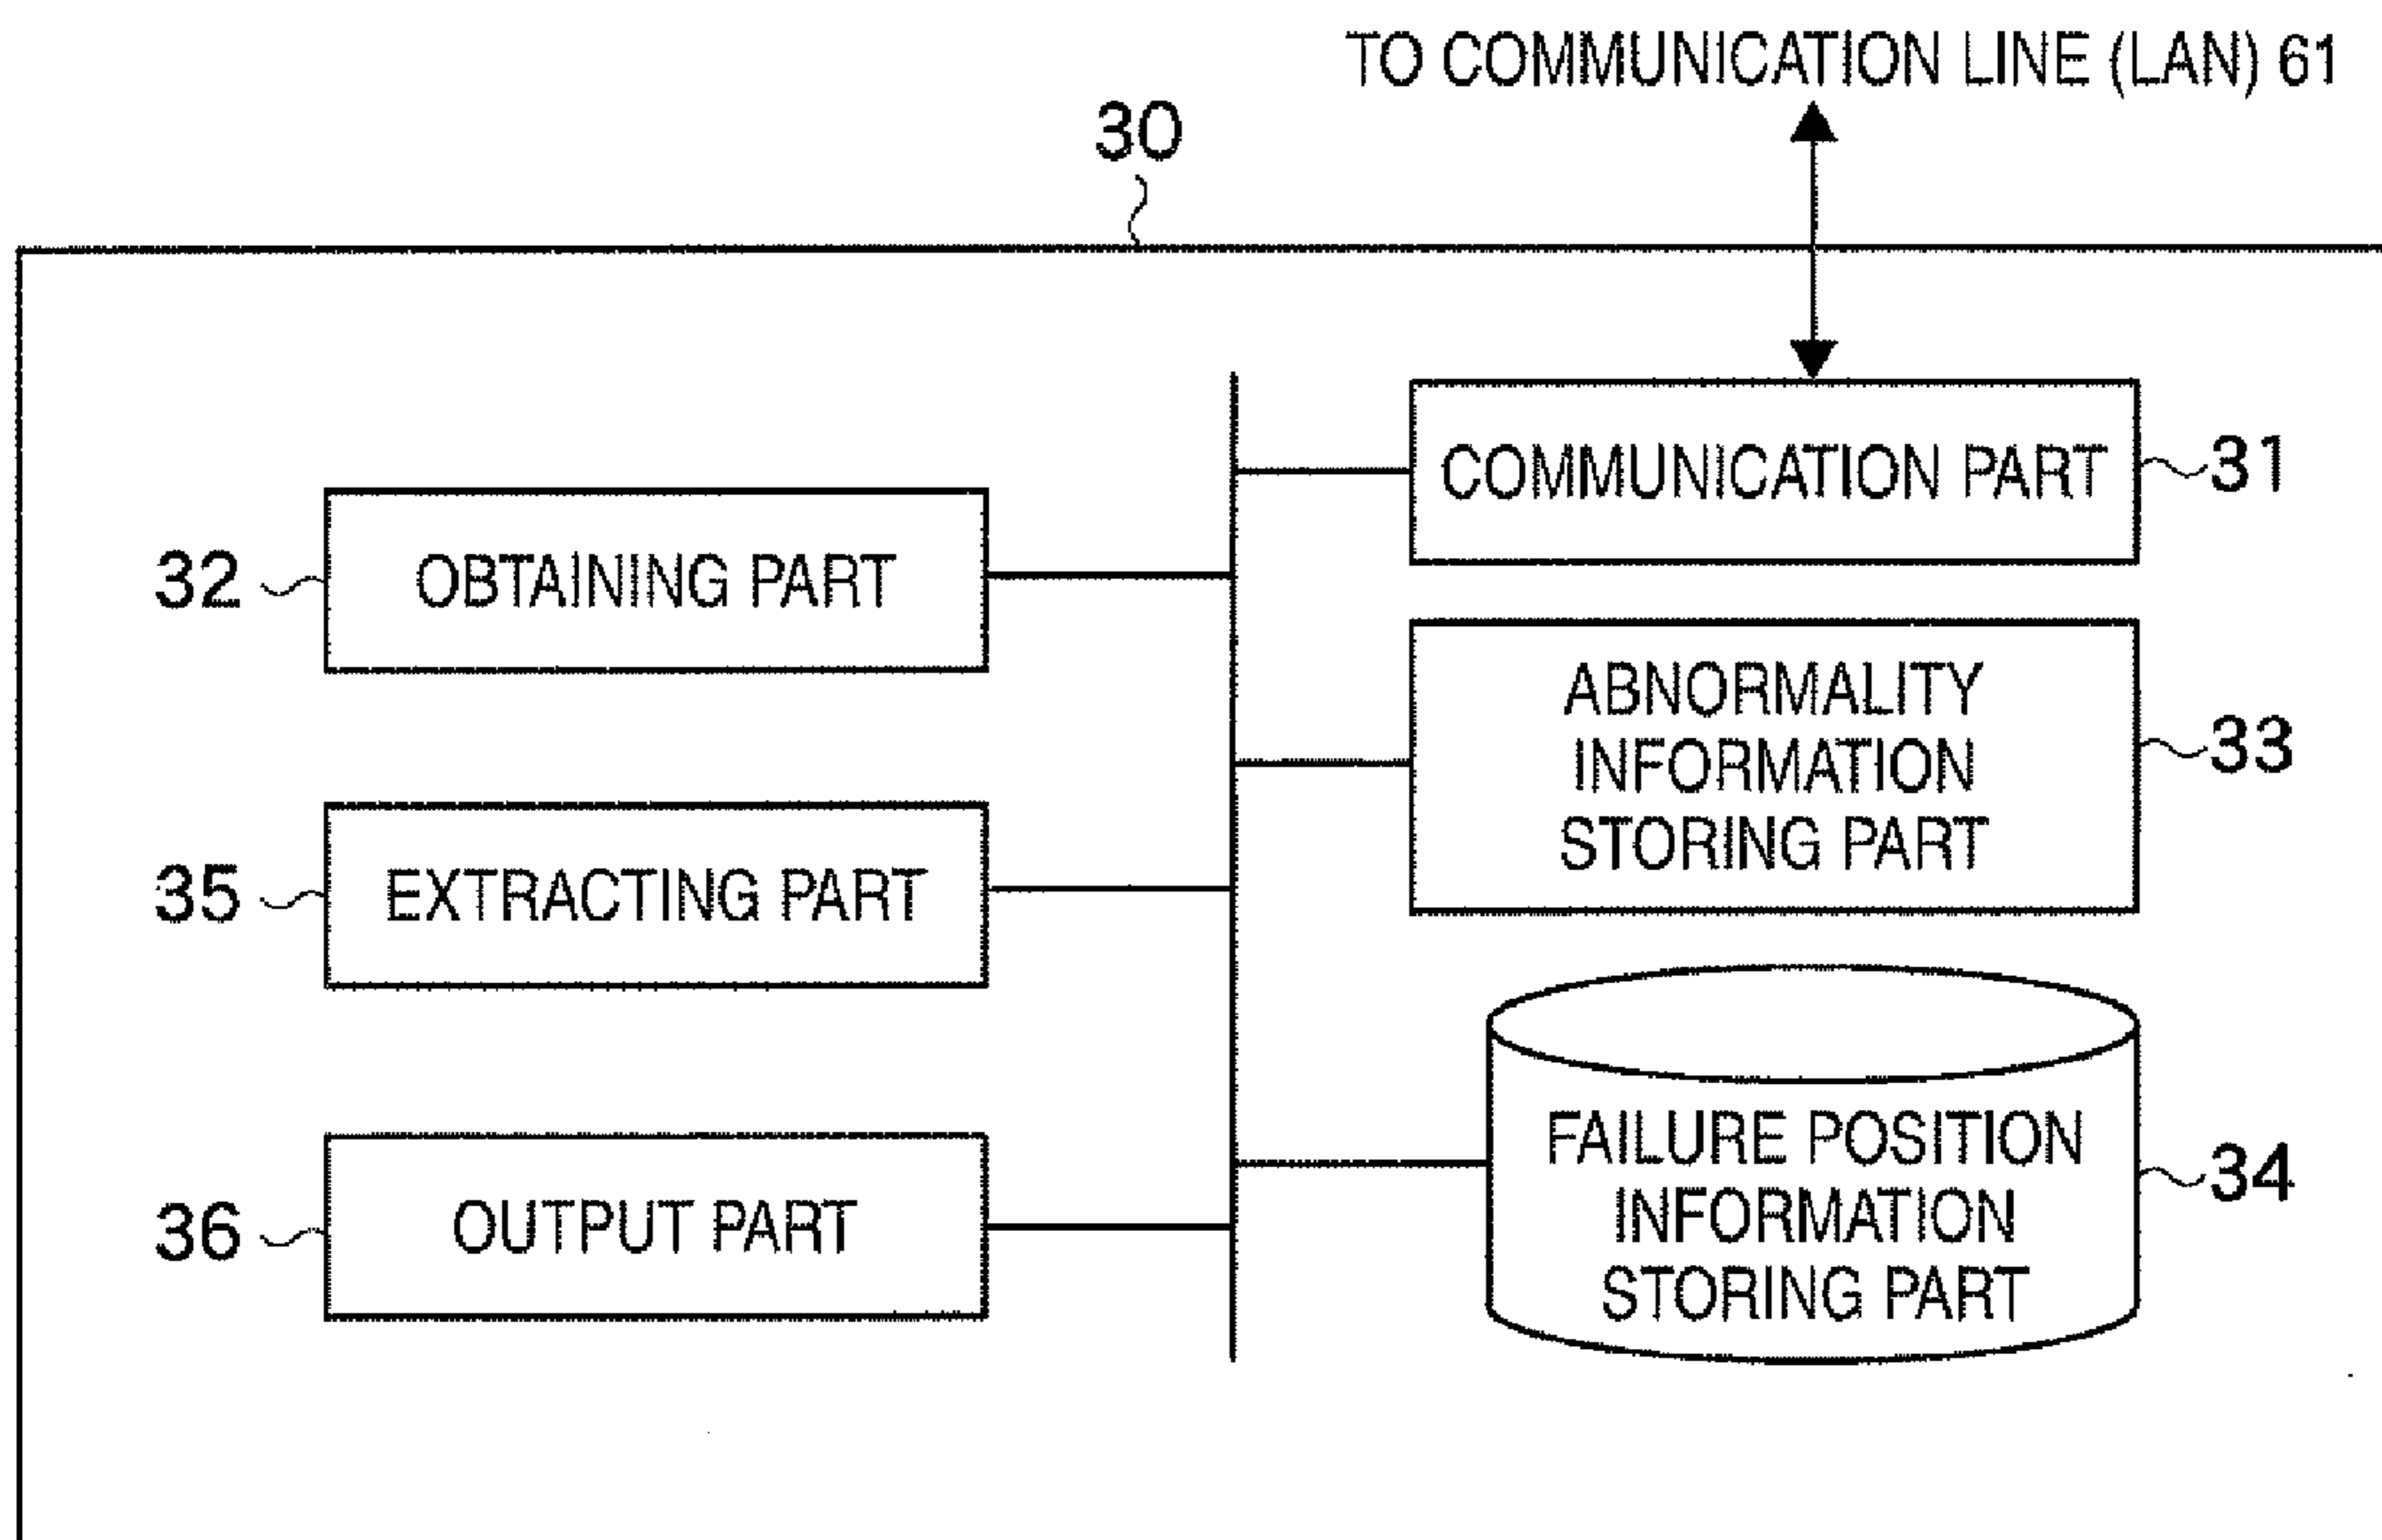 TO COMMUNICATION LINE (LAN) 61
30
COMMUNICATION PART
31
32
OBTAINING PART
ABNORMALITY
INFORMATION
STORING PART
33
35
EXTRACTING PART
FAILURE POSITION
INFORMATION
STORING PART
34
36
OUTPUT PART